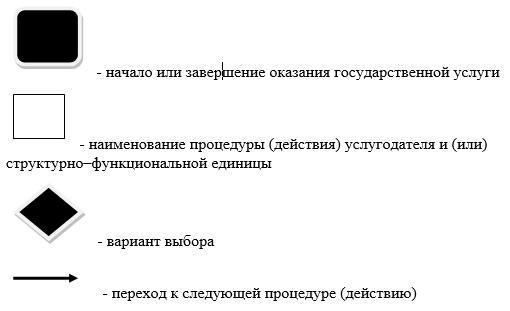 - начало или завершение оказания государственной услуги
- наименование процедуры (действия) услугодателя и (или)
структурно–функциональной единицы
- вариант выбора
- переход к следующей процедуре (действию)